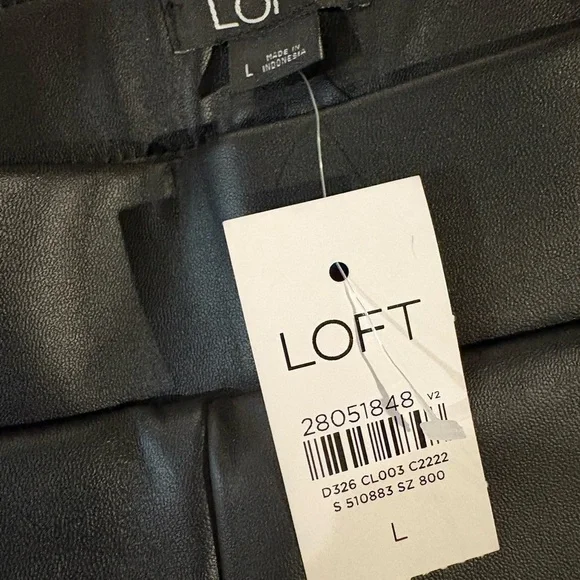 LOFT
L
MADE IN
INDONESIA
LOFT
28051848 V2
D326 CL003 C2222
S 510883 SZ 800
L